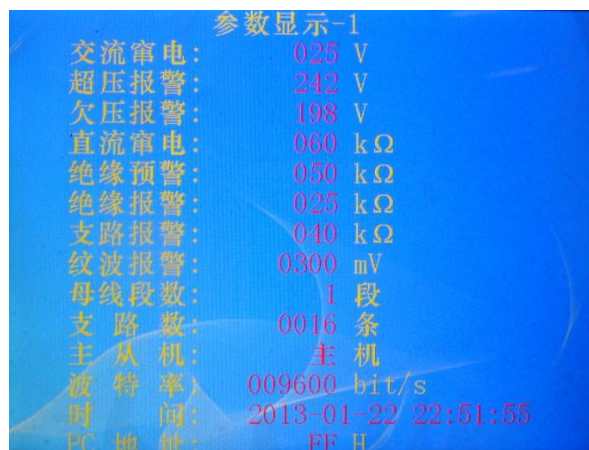 参数显示-1
交流窜电: 025 V
超压报警: 242 V
欠压报警: 198 V
直流窜电: 060 kΩ
绝缘预警: 050 kΩ
绝缘报警: 025 kΩ
支路报警: 040 kΩ
纹波报警: 0300 mV
母线段数: 1 段
支 路 数: 0016 条
主 从 机: 主 机
波 特 率: 009600 bit/s
时 间: 2013-01-22 22:51:55
PC 地 址: FF H